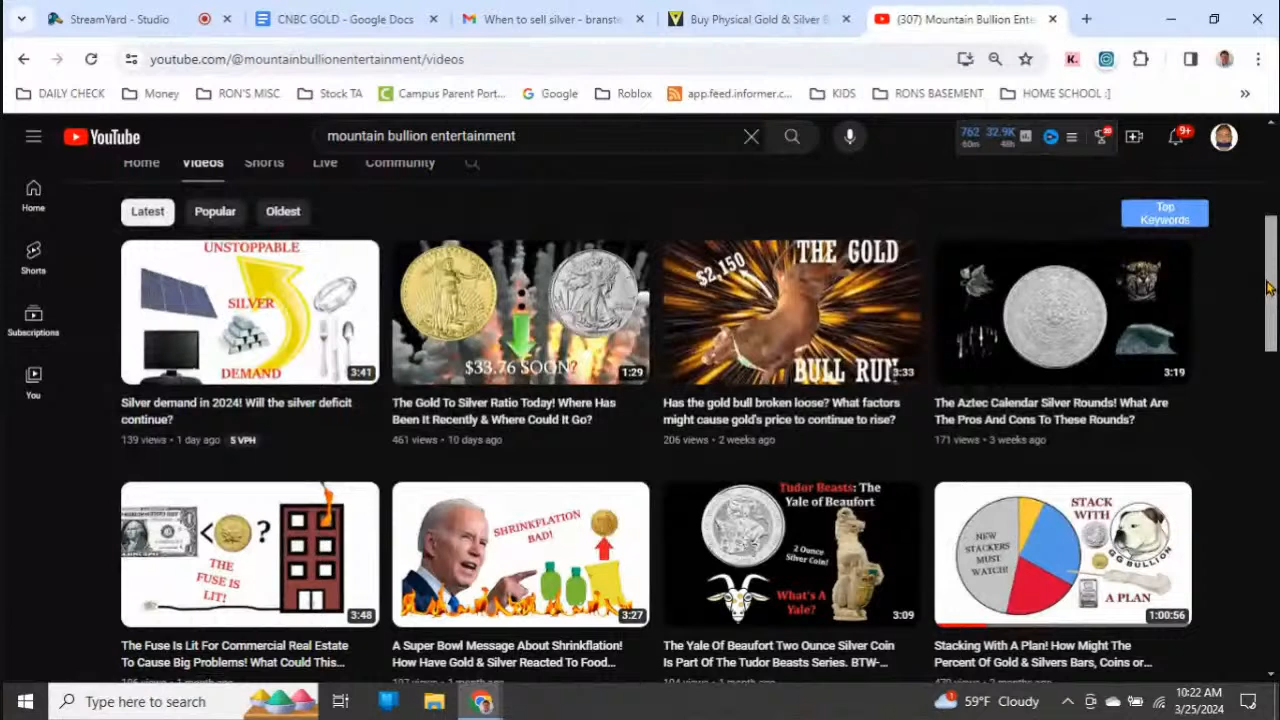 StreamYard - Studio
CNBC GOLD - Google Docs
When to sell silver - branste
Buy Physical Gold & Silver B
(307) Mountain Bullion Ente
youtube.com/@mountainbullionentertainment/videos
K.
DAILY CHECK
Money
RON'S MISC
Stock TA
Campus Parent Port...
Google
Roblox
app.feed.informer.c...
KIDS
RONS BASEMENT
HOME SCHOOL :]
YouTube
mountain bullion entertainment
762
60m
32.9K
48h
20
9+
Home
Videos
Shorts
Live
Community
Home
Shorts
Subscriptions
You
Latest
Popular
Oldest
Top
Keywords
UNSTOPPABLE
SILVER
DEMAND
3:41
Silver demand in 2024! Will the silver deficit
continue?
139 views • 1 day ago 5 VPH
$33.76 SOON?
1:29
The Gold To Silver Ratio Today! Where Has
Been It Recently & Where Could It Go?
461 views • 10 days ago
$2,150
THE GOLD
BULL RUN
3:33
Has the gold bull broken loose? What factors
might cause gold's price to continue to rise?
206 views • 2 weeks ago
3:19
The Aztec Calendar Silver Rounds! What Are
The Pros And Cons To These Rounds?
171 views • 3 weeks ago
< ?
THE
FUSE IS
LIT!
3:48
The Fuse Is Lit For Commercial Real Estate
To Cause Big Problems! What Could This...
SHRINKFLATION
BAD!
3:27
A Super Bowl Message About Shrinkflation!
How Have Gold & Silver Reacted To Food...
Tudor Beasts: The
Yale of Beaufort
2 Ounce
Silver Coin!
What's A
Yale?
3:09
The Yale Of Beaufort Two Ounce Silver Coin
Is Part Of The Tudor Beasts Series. BTW-...
NEW
STACKERS
MUST
WATCH!
STACK
WITH
GG BULLION
A PLAN
1:00:56
Stacking With A Plan! How Might The
Percent Of Gold & Silvers Bars, Coins or...
Type here to search
1
59°F Cloudy
10:22 AM
3/25/2024